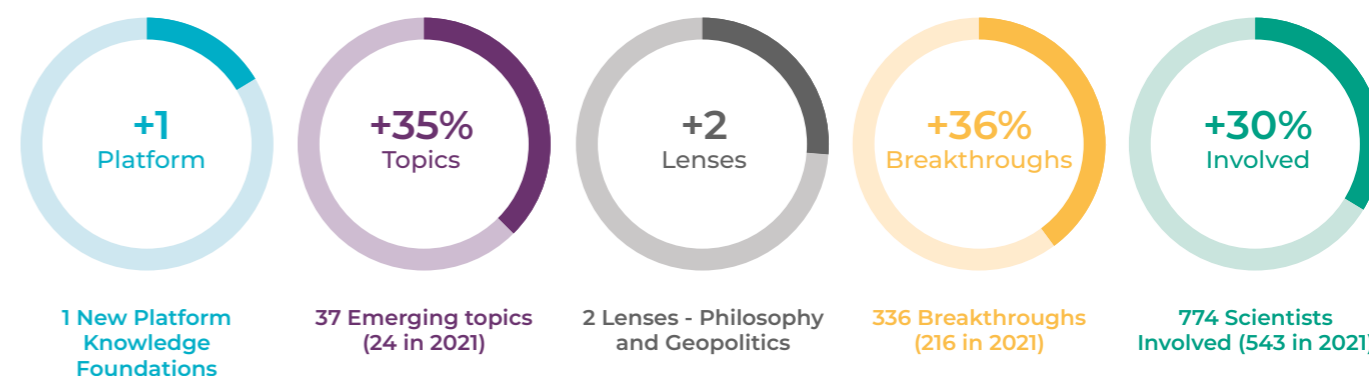 +1
Platform
1 New Platform
Knowledge
Foundations
+35%
Topics
37 Emerging topics
(24 in 2021)
+2
Lenses
2 Lenses - Philosophy
and Geopolitics
+36%
Breakthroughs
336 Breakthroughs
(216 in 2021)
+30%
Involved
774 Scientists
Involved (543 in 2021)